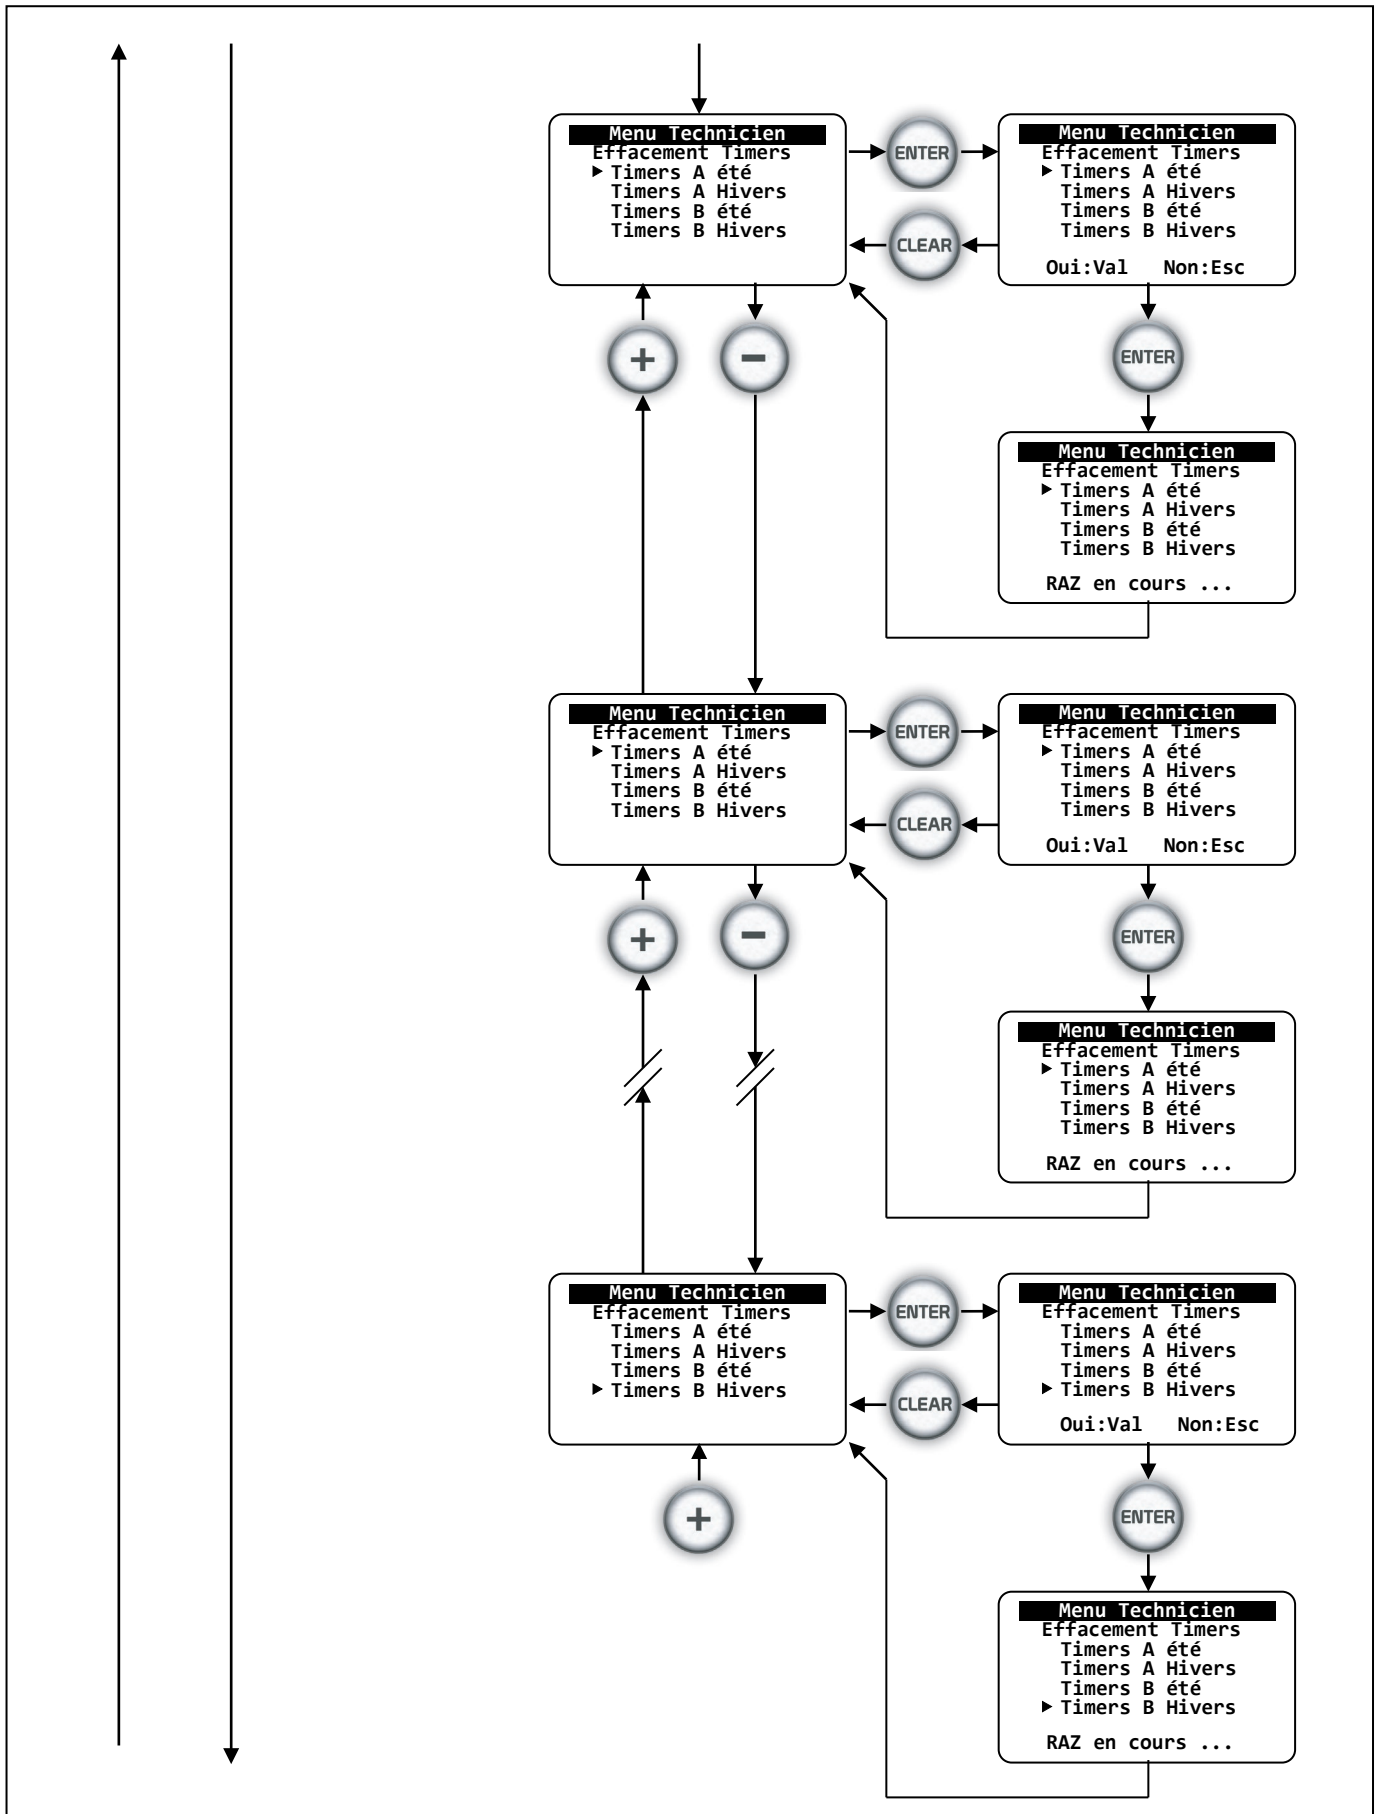 Menu Technicien
Effacement Timers
▶ Timers A été
Timers A Hivers
Timers B été
Timers B Hivers
ENTER
CLEAR
Menu Technicien
Effacement Timers
▶ Timers A été
Timers A Hivers
Timers B été
Timers B Hivers
Oui:Val Non:Esc
+
-
ENTER
Menu Technicien
Effacement Timers
▶ Timers A été
Timers A Hivers
Timers B été
Timers B Hivers
RAZ en cours ...
Menu Technicien
Effacement Timers
▶ Timers A été
Timers A Hivers
Timers B été
Timers B Hivers
ENTER
CLEAR
Menu Technicien
Effacement Timers
▶ Timers A été
Timers A Hivers
Timers B été
Timers B Hivers
Oui:Val Non:Esc
+
-
ENTER
Menu Technicien
Effacement Timers
▶ Timers A été
Timers A Hivers
Timers B été
Timers B Hivers
RAZ en cours ...
Menu Technicien
Effacement Timers
Timers A été
Timers A Hivers
Timers B été
▶ Timers B Hivers
ENTER
CLEAR
Menu Technicien
Effacement Timers
Timers A été
Timers A Hivers
Timers B été
▶ Timers B Hivers
Oui:Val Non:Esc
+
ENTER
Menu Technicien
Effacement Timers
Timers A été
Timers A Hivers
Timers B été
▶ Timers B Hivers
RAZ en cours ...